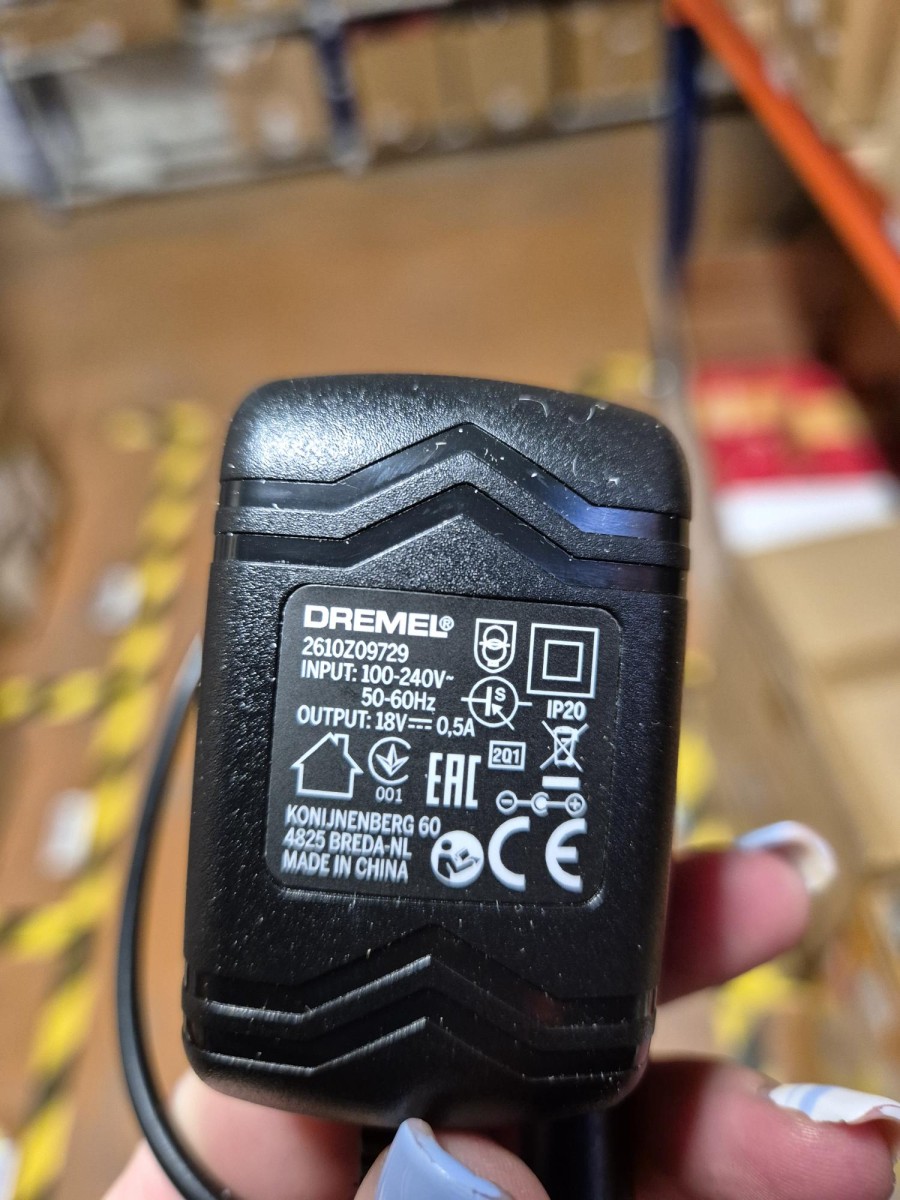 DREMEL®
2610Z09729
INPUT: 100-240V~
50-60Hz
OUTPUT: 18V⎓ 0,5A
S
IP20
001
EAC
2Q1
KONIJNENBERG 60
4825 BREDA-NL
MADE IN CHINA
CE